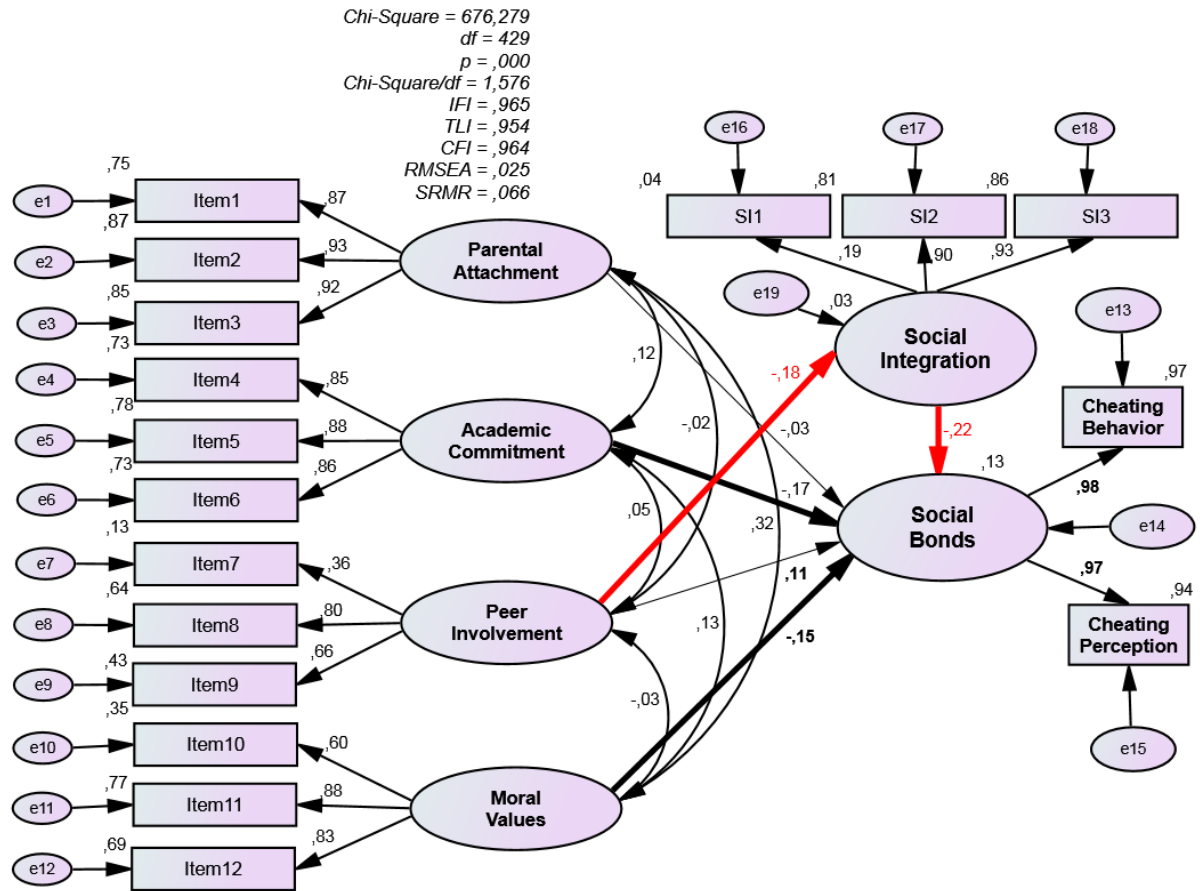 Chi-Square = 676,279
df = 429
p = ,000
Chi-Square/df = 1,576
IFI = ,965
TLI = ,954
CFI = ,964
RMSEA = ,025
SRMR = ,066
e16
e17
e18
,04
,81
,86
SI1
SI2
SI3
,19
,90
,93
e19
,03
Social
Integration
e13
,97
Cheating
Behavior
,98
-,18
-,22
,13
Social
Bonds
e14
,97
,94
Cheating
Perception
e15
,75
e1
Item1
,87
,87
e2
Item2
,93
,85
e3
Item3
,92
Parental
Attachment
,73
e4
Item4
,85
,78
e5
Item5
,88
,73
e6
Item6
,86
Academic
Commitment
,13
e7
Item7
,36
,64
e8
Item8
,80
,43
e9
Item9
,66
Peer
Involvement
,35
e10
Item10
,60
,77
e11
Item11
,88
,69
e12
Item12
,83
Moral
Values
,12
-,02
-,03
-,17
,05
,32
,11
,13
-,15
-,03